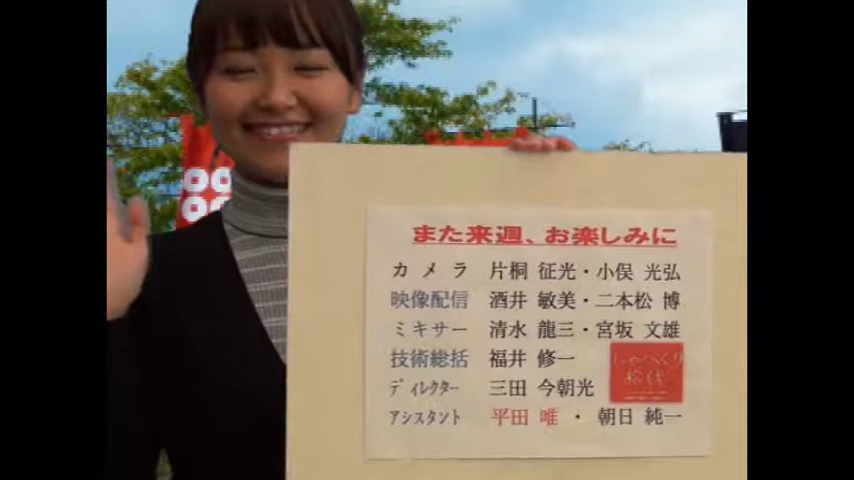 また来週、お楽しみに
カメラ 片桐 征光・小俣 光弘
映像配信 酒井 敏美・二本松 博
ミキサー 清水 龍三・宮坂 文雄
技術総括 福井 修一
ディレクター 三田 今朝光
アシスタント 平田 唯 ・ 朝日 純一